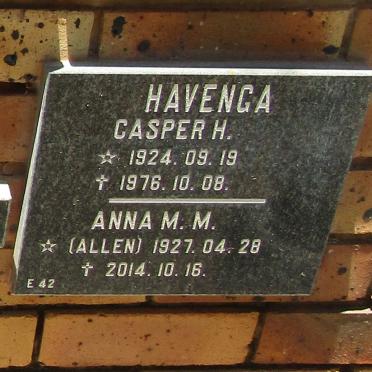 HAVENGA
CASPER H.
☆ 1924. 09. 19
✝ 1976. 10. 08.
ANNA M. M.
☆ (ALLEN) 1927. 04. 28
✝ 2014. 10. 16.
E 42